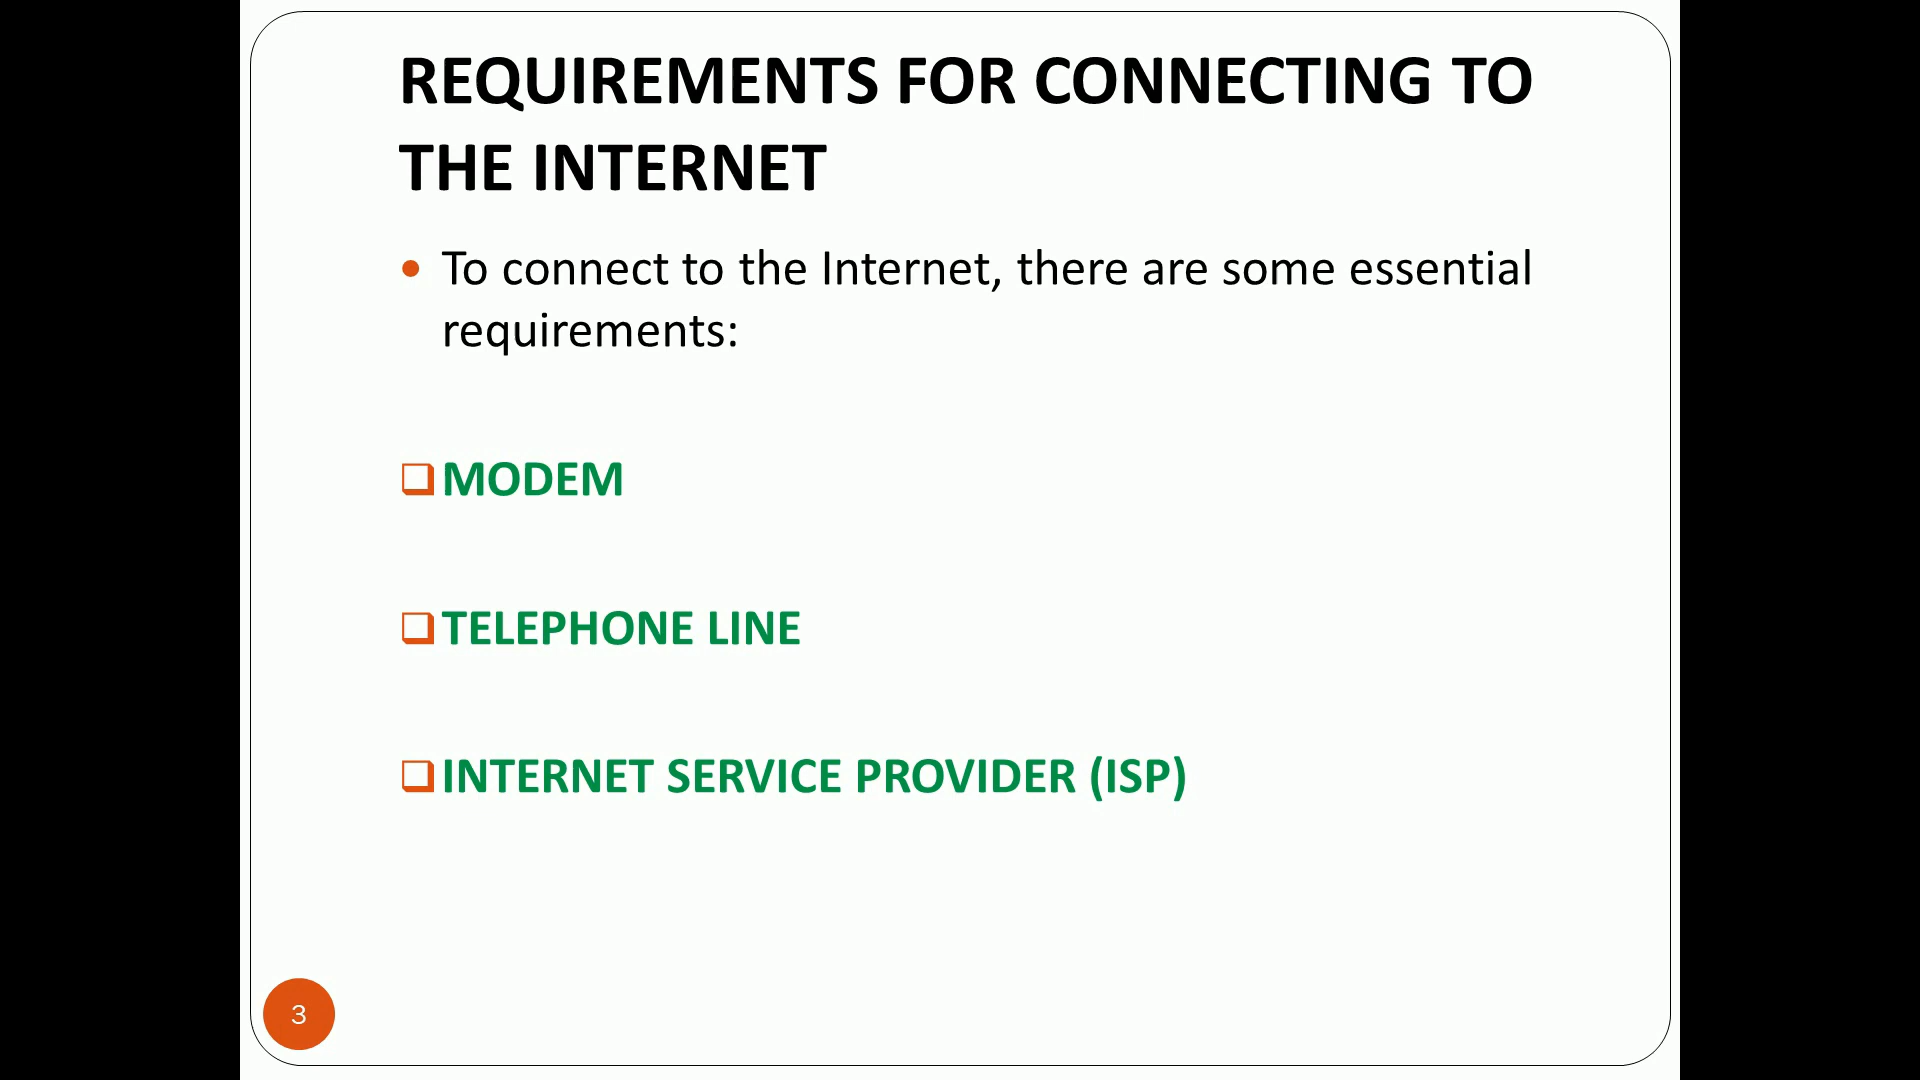 REQUIREMENTS FOR CONNECTING TO
THE INTERNET
• To connect to the Internet, there are some essential
requirements:
❑ MODEM
❑ TELEPHONE LINE
❑ INTERNET SERVICE PROVIDER (ISP)
3